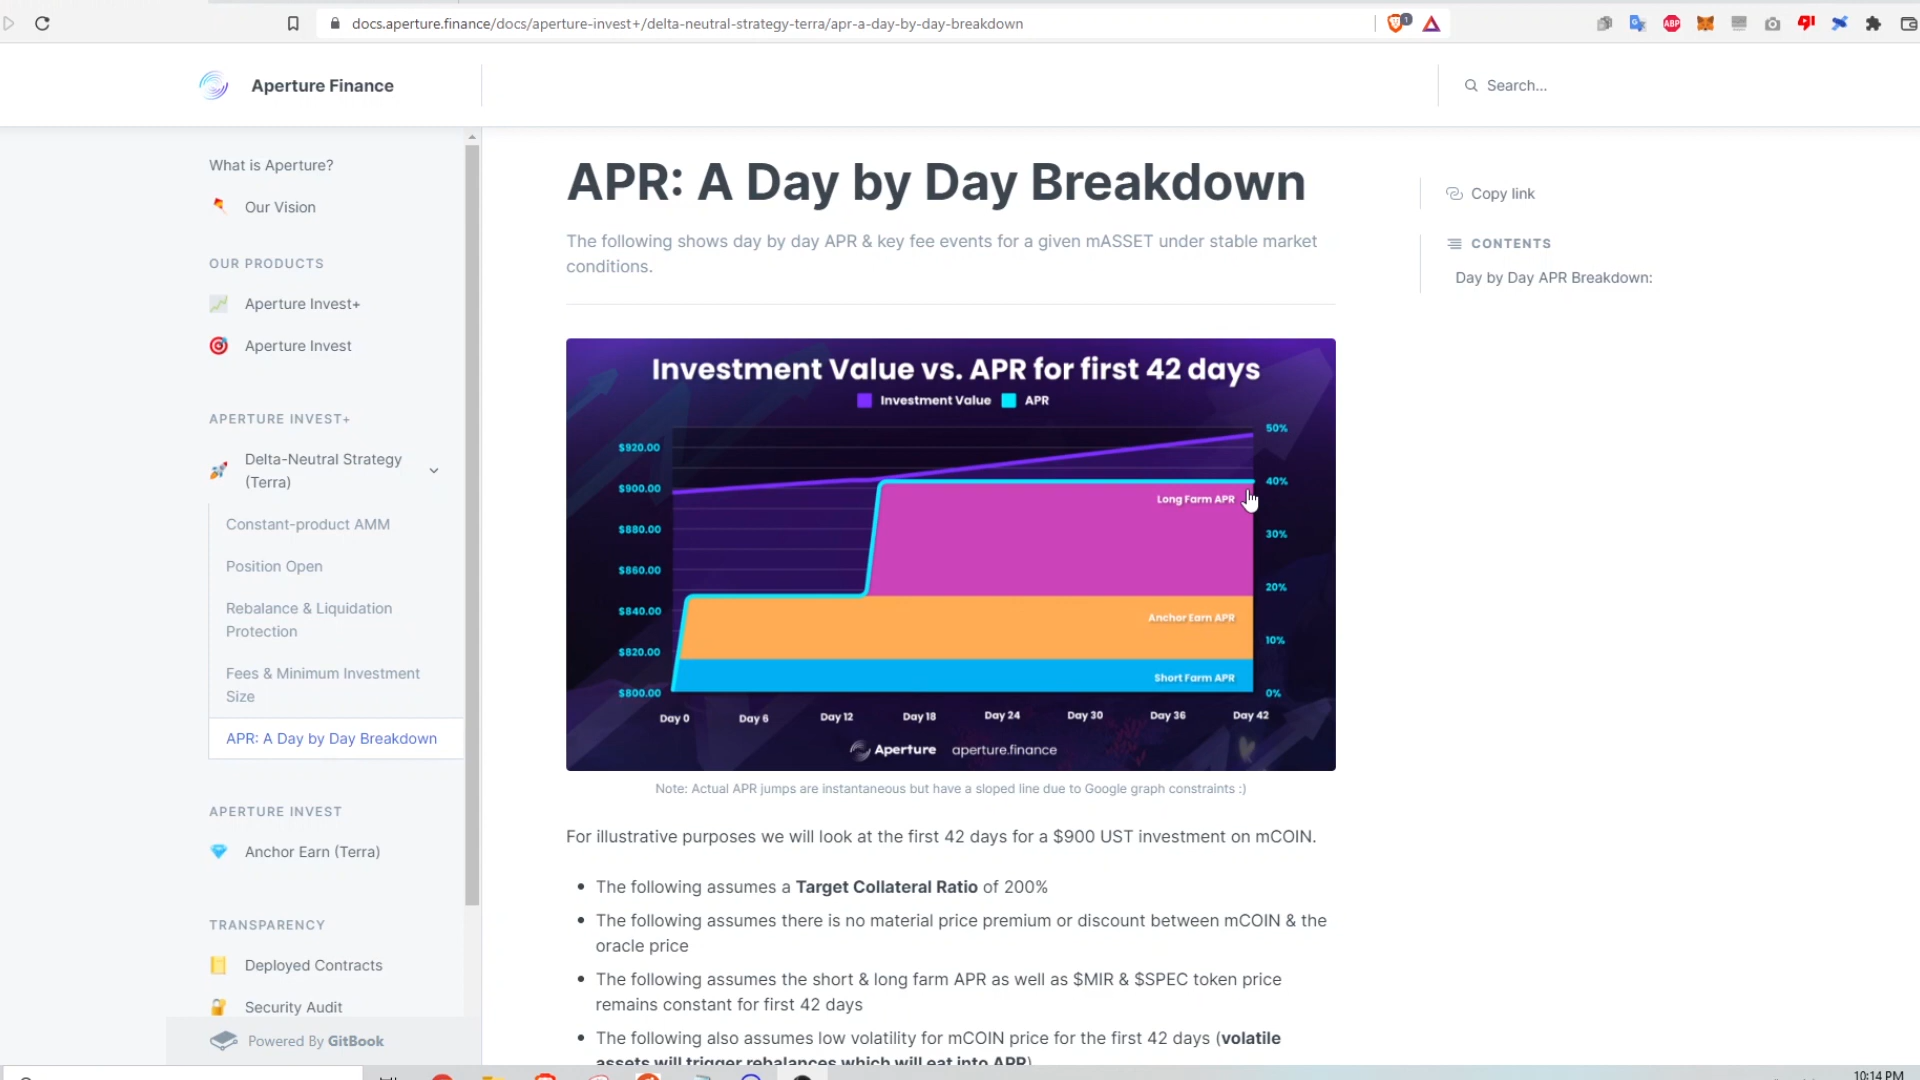 docs.aperture.finance/docs/aperture-invest+/delta-neutral-strategy-terra/apr-a-day-by-day-breakdown
1
ABP
Aperture Finance
Search...
What is Aperture?
Our Vision
OUR PRODUCTS
Aperture Invest+
Aperture Invest
APERTURE INVEST+
Delta-Neutral Strategy
(Terra)
Constant-product AMM
Position Open
Rebalance & Liquidation
Protection
Fees & Minimum Investment
Size
APR: A Day by Day Breakdown
APERTURE INVEST
Anchor Earn (Terra)
TRANSPARENCY
Deployed Contracts
Security Audit
Powered By GitBook
APR: A Day by Day Breakdown
The following shows day by day APR & key fee events for a given mASSET under stable market
conditions.
Investment Value vs. APR for first 42 days
Investment Value APR
$920.00
$900.00
$880.00
$860.00
$840.00
$820.00
$800.00
50%
40%
30%
20%
10%
0%
Long Farm APR
Anchor Earn APR
Short Farm APR
Day 0 Day 6 Day 12 Day 18 Day 24 Day 30 Day 36 Day 42
Aperture aperture.finance
Note: Actual APR jumps are instantaneous but have a sloped line due to Google graph constraints :)
For illustrative purposes we will look at the first 42 days for a $900 UST investment on mCOIN.
• The following assumes a Target Collateral Ratio of 200%
• The following assumes there is no material price premium or discount between mCOIN & the
oracle price
• The following assumes the short & long farm APR as well as $MIR & $SPEC token price
remains constant for first 42 days
• The following also assumes low volatility for mCOIN price for the first 42 days (volatile
assets will trigger rebalances which will eat into APR)
Copy link
CONTENTS
Day by Day APR Breakdown:
10:14 PM